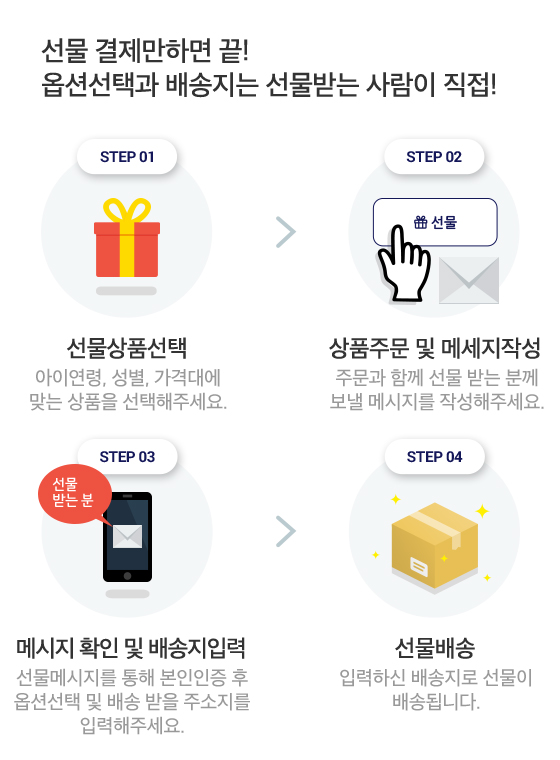 선물 결제만하면 끝!
옵션선택과 배송지는 선물받는 사람이 직접!
STEP 01
STEP 02
선물
선물상품선택
아이연령, 성별, 가격대에
맞는 상품을 선택해주세요.
상품주문 및 메세지작성
주문과 함께 선물 받는 분께
보낼 메시지를 작성해주세요.
STEP 03
선물
받는 분
STEP 04
메시지 확인 및 배송지입력
선물메시지를 통해 본인인증 후
옵션선택 및 배송 받을 주소지를
입력해주세요.
선물배송
입력하신 배송지로 선물이
배송됩니다.